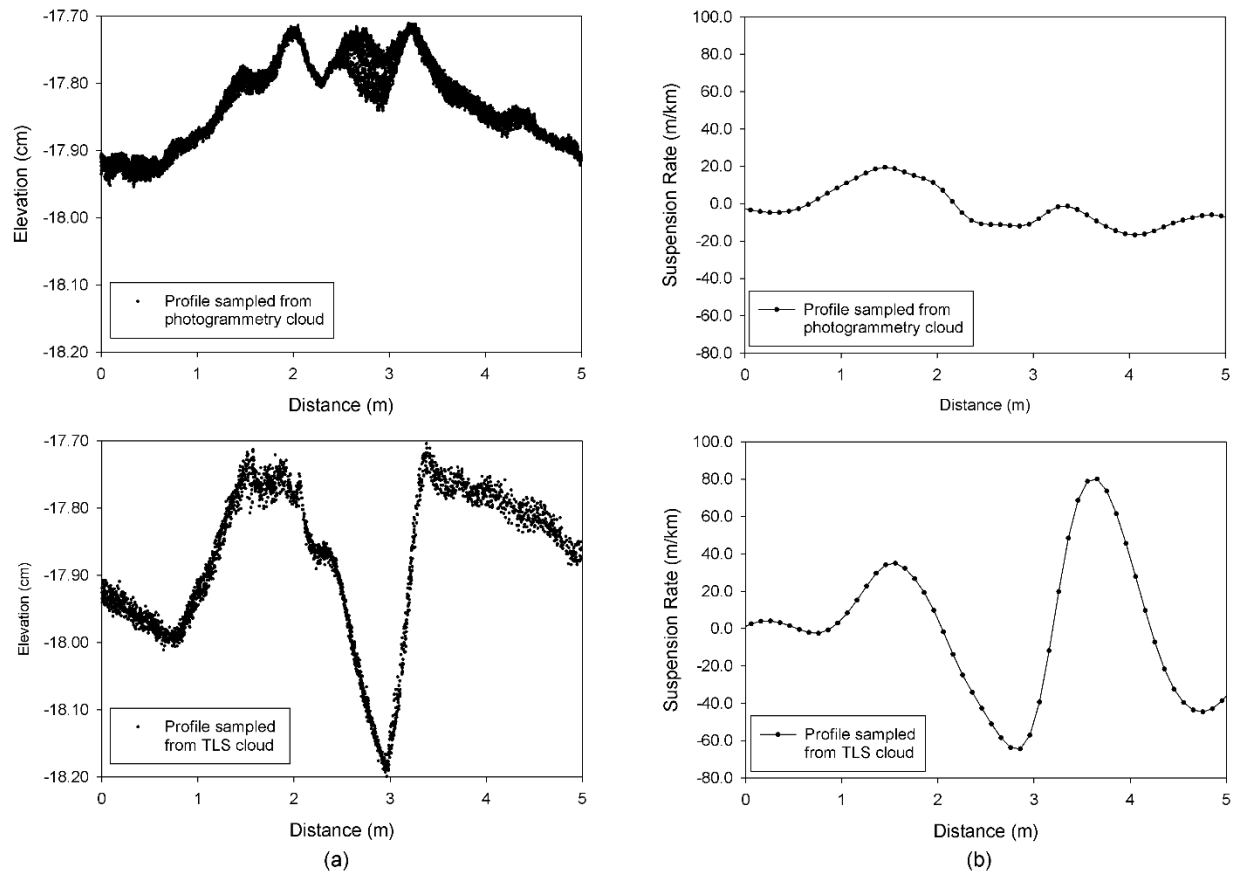 -17.70
-17.80
-17.90
-18.00
-18.10
-18.20
Elevation (cm)
Profile sampled from
photogrammetry cloud
0 1 2 3 4 5
Distance (m)
100.0
80.0
60.0
40.0
20.0
0.0
-20.0
-40.0
-60.0
-80.0
Suspension Rate (m/km)
Profile sampled from
photogrammetry cloud
0 1 2 3 4 5
Distance (m)
-17.70
-17.80
-17.90
-18.00
-18.10
-18.20
Elevation (cm)
Profile sampled
from TLS cloud
0 1 2 3 4 5
Distance (m)
(a)
100.0
80.0
60.0
40.0
20.0
0.0
-20.0
-40.0
-60.0
-80.0
Suspension Rate (m/km)
Profile sampled
from TLS cloud
0 1 2 3 4 5
Distance (m)
(b)